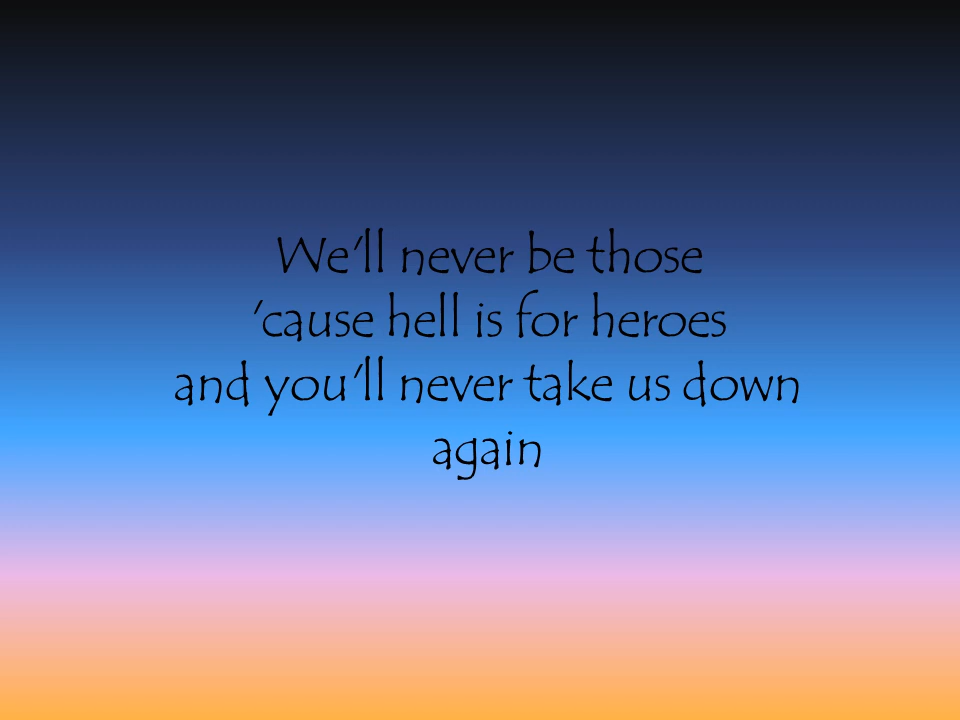 We'll never be those
'cause hell is for heroes
and you'll never take us down
again